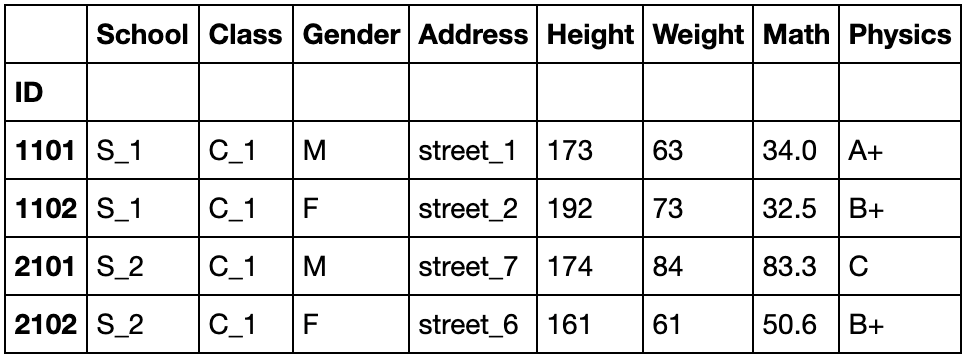 School Class Gender Address Height Weight Math Physics
ID
1101 S_1 C_1 M street_1 173 63 34.0 A+
1102 S_1 C_1 F street_2 192 73 32.5 B+
2101 S_2 C_1 M street_7 174 84 83.3 C
2102 S_2 C_1 F street_6 161 61 50.6 B+